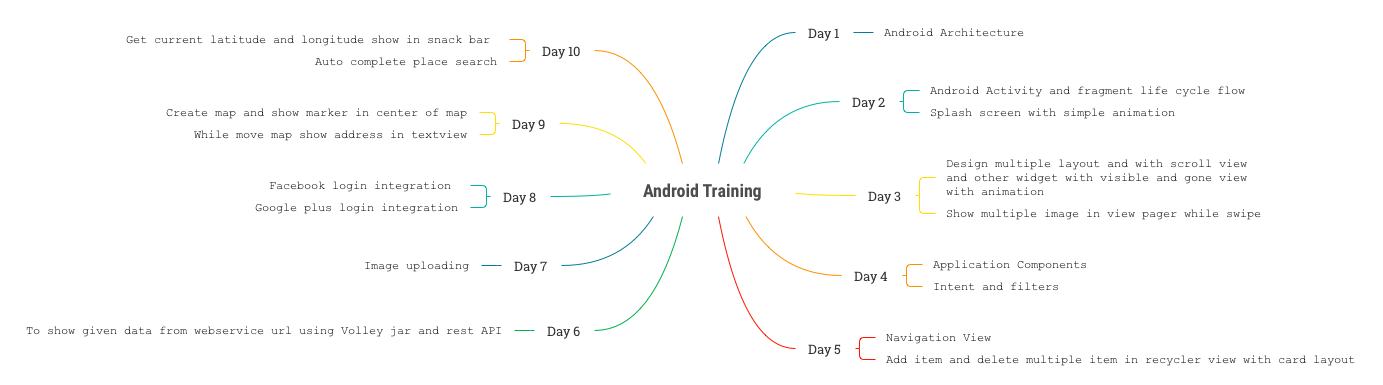 Android Training
Day 1
Android Architecture
Day 2
Android Activity and fragment life cycle flow
Splash screen with simple animation
Day 3
Design multiple layout and with scroll view
and other widget with visible and gone view
with animation
Show multiple image in view pager while swipe
Day 4
Application Components
Intent and filters
Day 5
Navigation View
Add item and delete multiple item in recycler view with card layout
Day 6
To show given data from webservice url using Volley jar and rest API
Day 7
Image uploading
Day 8
Facebook login integration
Google plus login integration
Day 9
Create map and show marker in center of map
While move map show address in textview
Day 10
Get current latitude and longitude show in snack bar
Auto complete place search